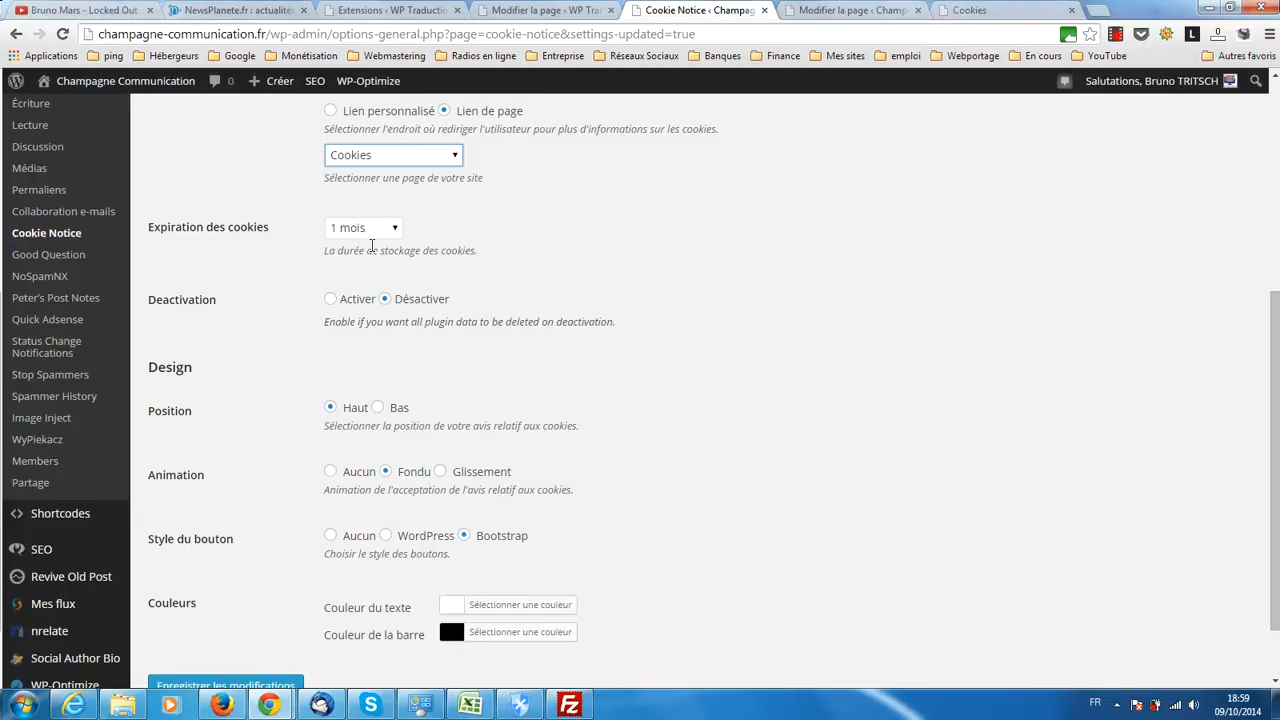 Bruno Mars - Locked Out
NewsPlanete.fr : actualités
Extensions ‹ WP Traductio
Modifier la page ‹ WP Tra
Cookie Notice ‹ Champag
Modifier la page ‹ Champ
Cookies
champagne-communication.fr/wp-admin/options-general.php?page=cookie-notice&settings-updated=true
Applications
ping
Hébergeurs
Google
Monétisation
Webmastering
Radios en ligne
Entreprise
Réseaux Sociaux
Banques
Finance
Mes sites
emploi
Webportage
En cours
YouTube
Autres favoris
Champagne Communication
0
Créer
SEO
WP-Optimize
Salutations, Bruno TRITSCH
Écriture
Lecture
Discussion
Médias
Permaliens
Collaboration e-mails
Cookie Notice
Good Question
NoSpamNX
Peter's Post Notes
Quick Adsense
Status Change
Notifications
Stop Spammers
Spammer History
Image Inject
WyPiekacz
Members
Partage
Shortcodes
SEO
Revive Old Post
Mes flux
nrelate
Social Author Bio
WP-Optimize
Lien personnalisé Lien de page
Sélectionner l'endroit où rediriger l'utilisateur pour plus d'informations sur les cookies.
Cookies
Sélectionner une page de votre site
Expiration des cookies
1 mois
La durée de stockage des cookies.
Deactivation
Activer Désactiver
Enable if you want all plugin data to be deleted on deactivation.
Design
Position
Haut Bas
Sélectionner la position de votre avis relatif aux cookies.
Animation
Aucun Fondu Glissement
Animation de l'acceptation de l'avis relatif aux cookies.
Style du bouton
Aucun WordPress Bootstrap
Choisir le style des boutons.
Couleurs
Couleur du texte
Sélectionner une couleur
Couleur de la barre
Sélectionner une couleur
Enregistrer les modifications
FR
18:59
09/10/2014